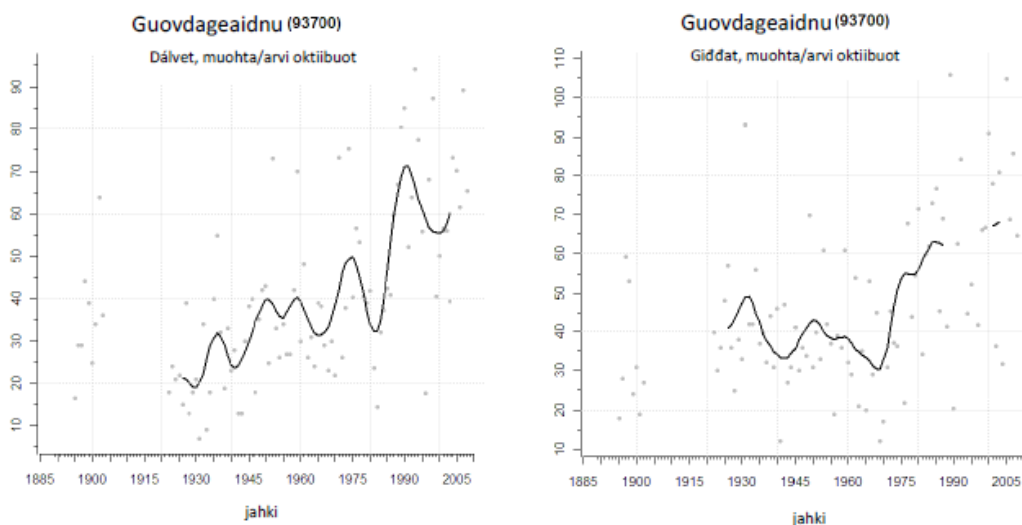 Guovdageaidnu (93700)
Dálvet, muohta/arvi oktiibuot
90
80
70
60
50
40
30
20
10
1885 1900 1915 1930 1945 1960 1975 1990 2005
jahki
Guovdageaidnu (93700)
Giđđat, muohta/arvi oktiibuot
110
100
90
80
70
60
50
40
30
20
10
1885 1900 1915 1930 1945 1960 1975 1990 2005
jahki